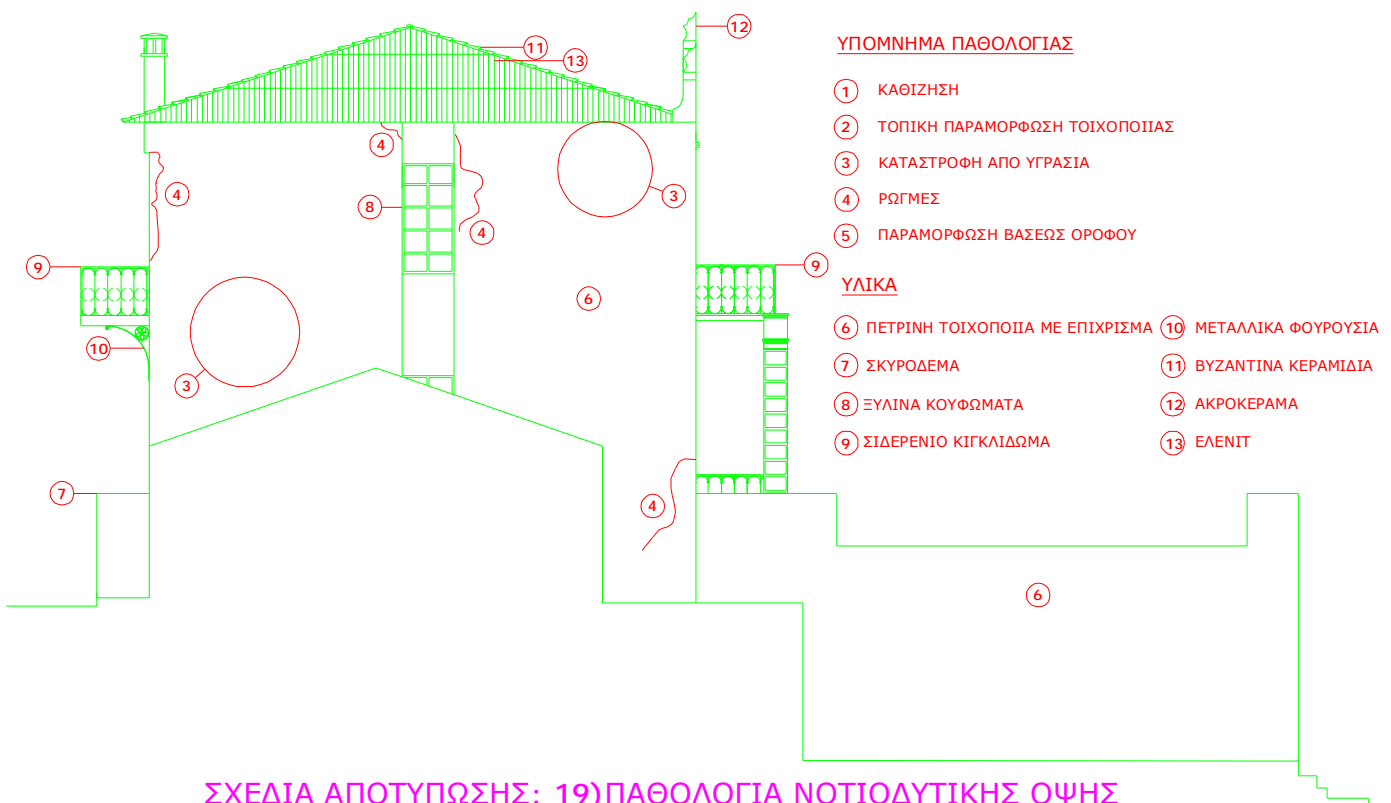 12
11
13
ΥΠΟΜΝΗΜΑ ΠΑΘΟΛΟΓΙΑΣ
1 ΚΑΘΙΖΗΣΗ
2 ΤΟΠΙΚΗ ΠΑΡΑΜΟΡΦΩΣΗ ΤΟΙΧΟΠΟΙΙΑΣ
3 ΚΑΤΑΣΤΡΟΦΗ ΑΠΟ ΥΓΡΑΣΙΑ
4 ΡΩΓΜΕΣ
5 ΠΑΡΑΜΟΡΦΩΣΗ ΒΑΣΕΩΣ ΟΡΟΦΟΥ
ΥΛΙΚΑ
6 ΠΕΤΡΙΝΗ ΤΟΙΧΟΠΟΙΙΑ ΜΕ ΕΠΙΧΡΙΣΜΑ
7 ΣΚΥΡΟΔΕΜΑ
8 ΞΥΛΙΝΑ ΚΟΥΦΩΜΑΤΑ
9 ΣΙΔΕΡΕΝΙΟ ΚΙΓΚΛΙΔΩΜΑ
10 ΜΕΤΑΛΛΙΚΑ ΦΟΥΡΟΥΣΙΑ
11 ΒΥΖΑΝΤΙΝΑ ΚΕΡΑΜΙΔΙΑ
12 ΑΚΡΟΚΕΡΑΜΑ
13 ΕΛΕΝΙΤ
4
4
3
8
4
9
9
6
10
3
7
4
6
ΣΧΕΔΙΑ ΑΠΟΤΥΠΩΣΗΣ: 19)ΠΑΘΟΛΟΓΙΑ ΝΟΤΙΟΔΥΤΙΚΗΣ ΟΨΗΣ